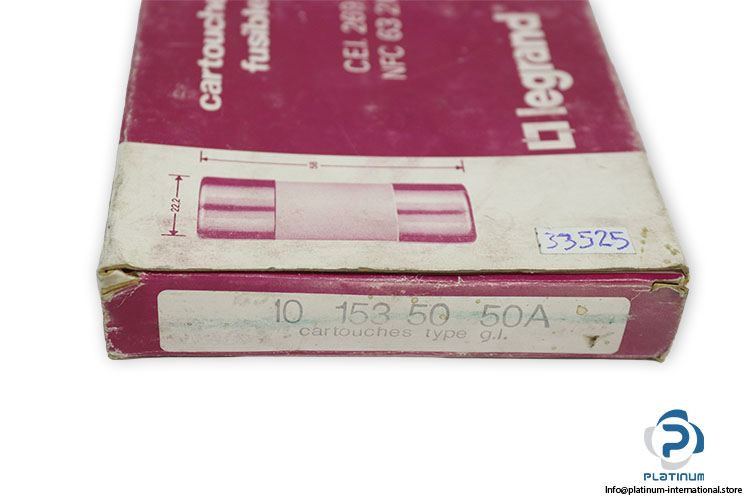 cartouche
fusible
C.E.I. 269
NFC 63 2
legrand
58
22.2
33525
10 153 50 50A
cartouches type g.l.
PLATINUM
Info@platinum-international.store